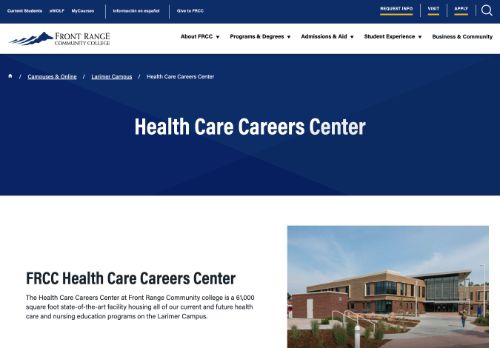 Current Students eWOLF MyCourses Información en español Give to FRCC REQUEST INFO VISIT APPLY
FRONT RANGE
COMMUNITY COLLEGE
About FRCC ▼ Programs & Degrees ▼ Admissions & Aid ▼ Student Experience ▼ Business & Community
/ Campuses & Online / Larimer Campus / Health Care Careers Center
Health Care Careers Center
FRCC Health Care Careers Center
The Health Care Careers Center at Front Range Community college is a 61,000
square foot state-of-the-art facility housing all of our current and future health
care and nursing education programs on the Larimer Campus.